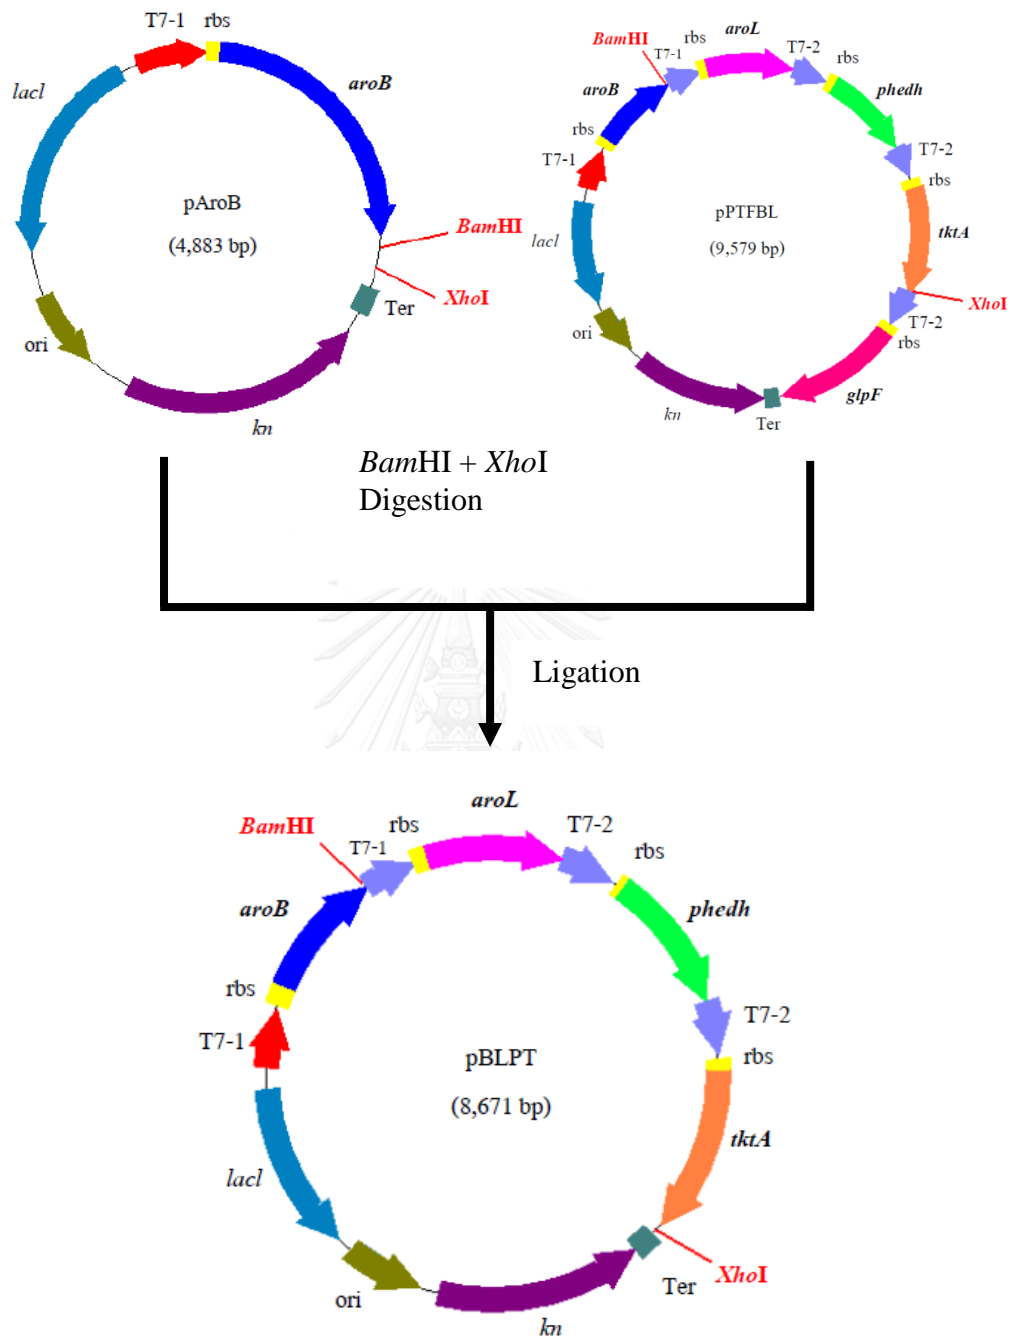 T7-1 rbs
aroB
lacI
pAroB
(4,883 bp)
BamHI
XhoI
Ter
ori
kn
aroL
rbs
T7-2
BamHI
T7-1
rbs
phedh
aroB
rbs
T7-2
T7-1
rbs
pPTFBL
(9,579 bp)
lacI
tktA
XhoI
T7-2
ori
rbs
glpF
kn
Ter
BamHI + XhoI
Digestion
Ligation
aroL
BamHI
rbs
T7-2
T7-1
rbs
aroB
phedh
rbs
T7-2
T7-1
rbs
pBLPT
(8,671 bp)
tktA
lacI
XhoI
Ter
ori
kn